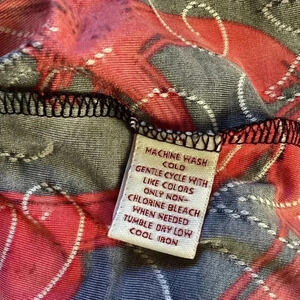 MACHINE WASH
COLD
GENTLE CYCLE WITH
LIKE COLORS
ONLY NON-
CHLORINE BLEACH
WHEN NEEDED
TUMBLE DRY LOW
COOL IRON